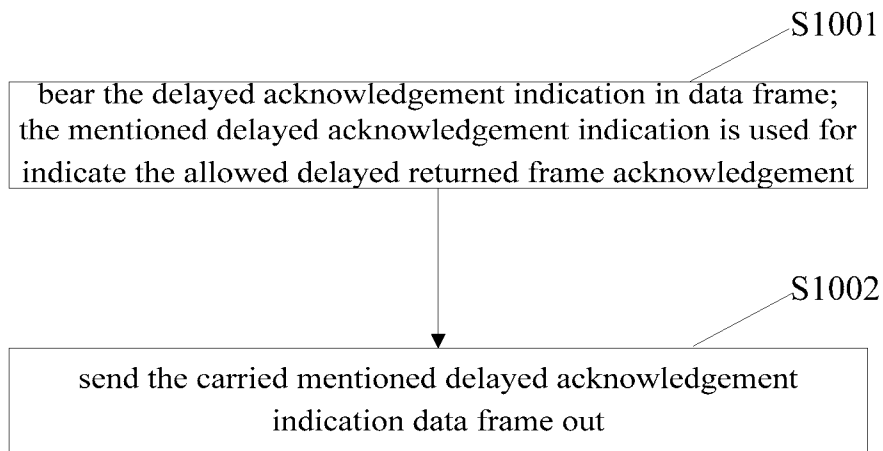 S1001
bear the delayed acknowledgement indication in data frame;
the mentioned delayed acknowledgement indication is used for
indicate the allowed delayed returned frame acknowledgement
S1002
send the carried mentioned delayed acknowledgement
indication data frame out